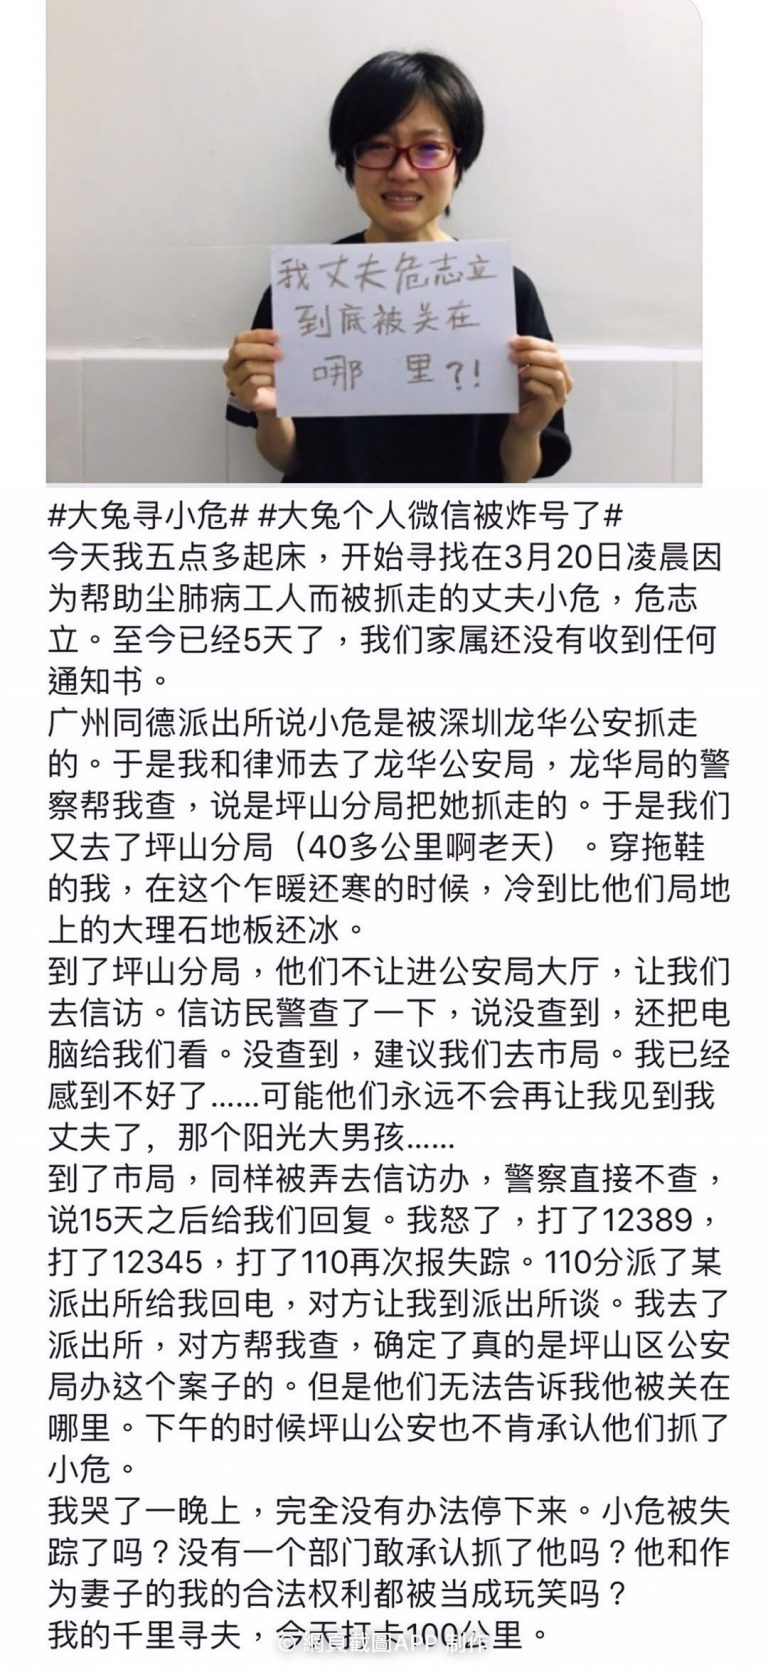 我丈夫危志立
到底被关在
哪 里?!
#大兔寻小危# #大兔个人微信被炸号了#
今天我五点多起床，开始寻找在3月20日凌晨因
为帮助尘肺病工人而被抓走的丈夫小危，危志
立。至今已经5天了，我们家属还没有收到任何
通知书。
广州同德派出所说小危是被深圳龙华公安抓走
的。于是我和律师去了龙华公安局，龙华局的警
察帮我查，说是坪山分局把她抓走的。于是我们
又去了坪山分局（40多公里啊老天）。穿拖鞋
的我，在这个乍暖还寒的时候，冷到比他们局地
上的大理石地板还冰。
到了坪山分局，他们不让进公安局大厅，让我们
去信访。信访民警查了一下，说没查到，还把电
脑给我们看。没查到，建议我们去市局。我已经
感到不好了……可能他们永远不会再让我见到我
丈夫了，那个阳光大男孩……
到了市局，同样被弄去信访办，警察直接不查，
说15天之后给我们回复。我怒了，打了12389，
打了12345，打了110再次报失踪。110分派了某
派出所给我回电，对方让我到派出所谈。我去了
派出所，对方帮我查，确定了真的是坪山区公安
局办这个案子的。但是他们无法告诉我他被关在
哪里。下午的时候坪山公安也不肯承认他们抓了
小危。
我哭了一晚上，完全没有办法停下来。小危被失
踪了吗？没有一个部门敢承认抓了他吗？他和作
为妻子的我的合法权利都被当成玩笑吗？
我的千里寻夫，今天打卡100公里。
© 網頁截圖APP 制作